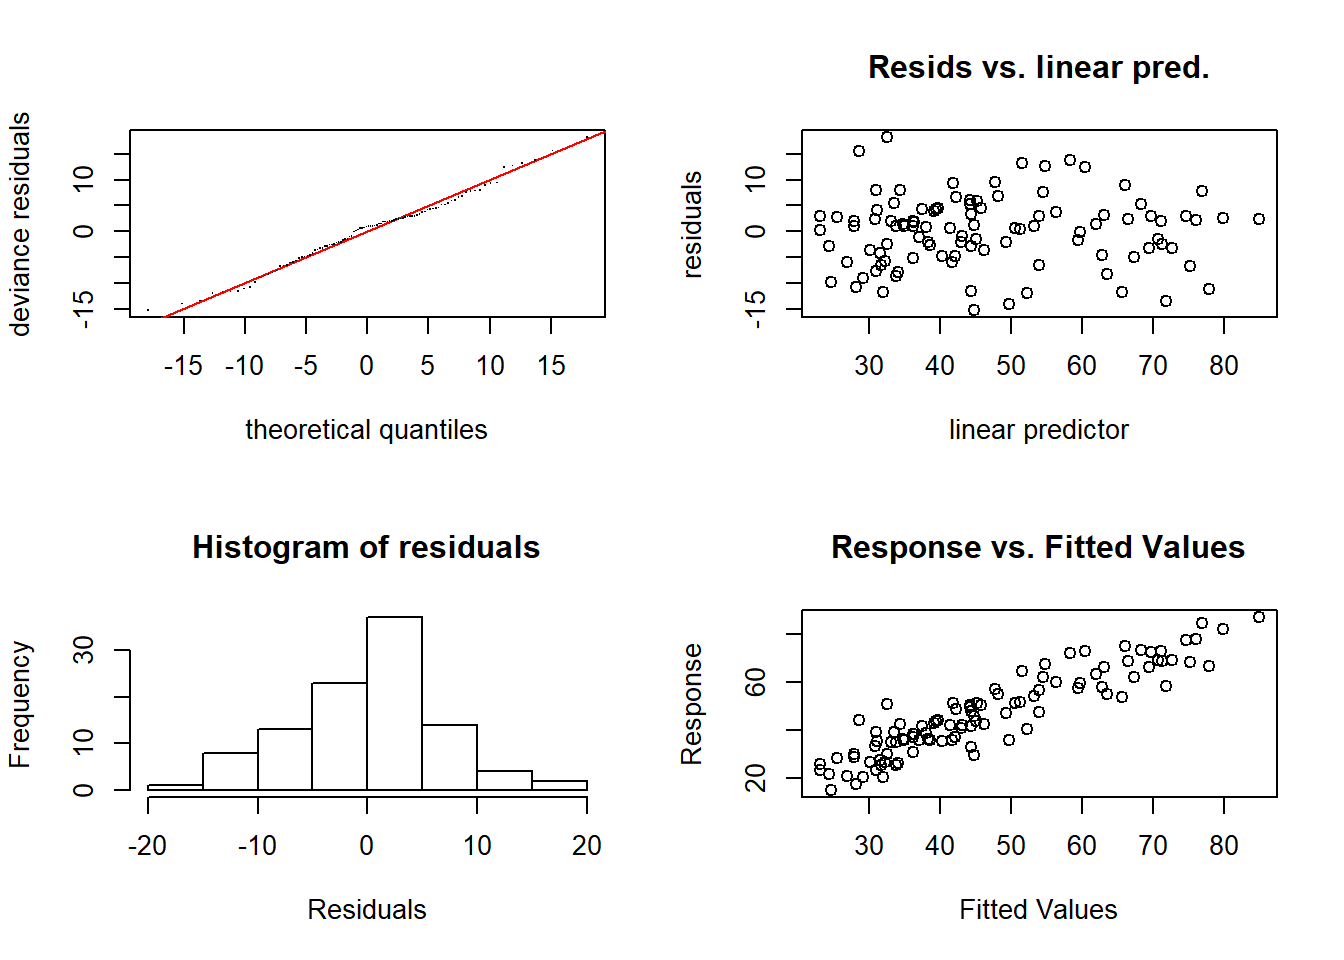 deviance residuals
10
0
-15
-15 -10 -5 0 5 10 15
theoretical quantiles
Resids vs. linear pred.
residuals
10
0
-15
30 40 50 60 70 80
linear predictor
Histogram of residuals
Frequency
30
10
0
-20 -10 0 10 20
Residuals
Response vs. Fitted Values
Response
60
20
30 40 50 60 70 80
Fitted Values